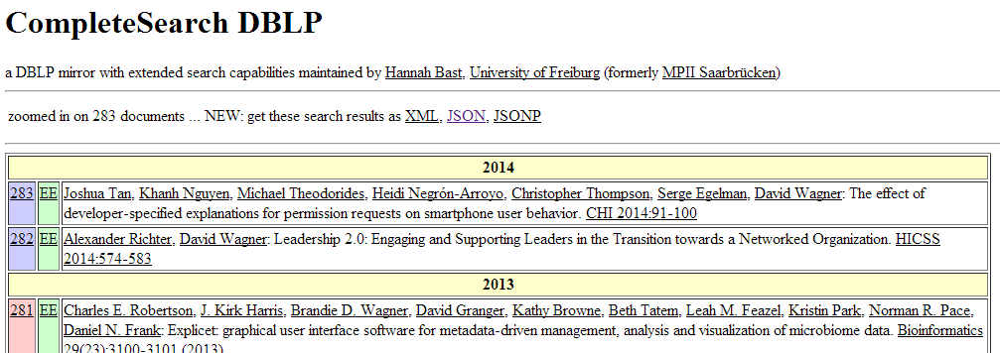 CompleteSearch DBLP
a DBLP mirror with extended search capabilities maintained by Hannah Bast, University of Freiburg (formerly MPII Saarbrücken)
zoomed in on 283 documents ... NEW: get these search results as XML, JSON, JSONP
2014
283 EE Joshua Tan, Khanh Nguyen, Michael Theodorides, Heidi Negrón-Arroyo, Christopher Thompson, Serge Egelman, David Wagner: The effect of
developer-specified explanations for permission requests on smartphone user behavior. CHI 2014:91-100
282 EE Alexander Richter, David Wagner: Leadership 2.0: Engaging and Supporting Leaders in the Transition towards a Networked Organization. HICSS
2014:574-583
2013
281 EE Charles E. Robertson, J. Kirk Harris, Brandie D. Wagner, David Granger, Kathy Browne, Beth Tatem, Leah M. Feazel, Kristin Park, Norman R. Pace,
Daniel N. Frank: Explicet: graphical user interface software for metadata-driven management, analysis and visualization of microbiome data. Bioinformatics
29(23):3100-3101 (2013)